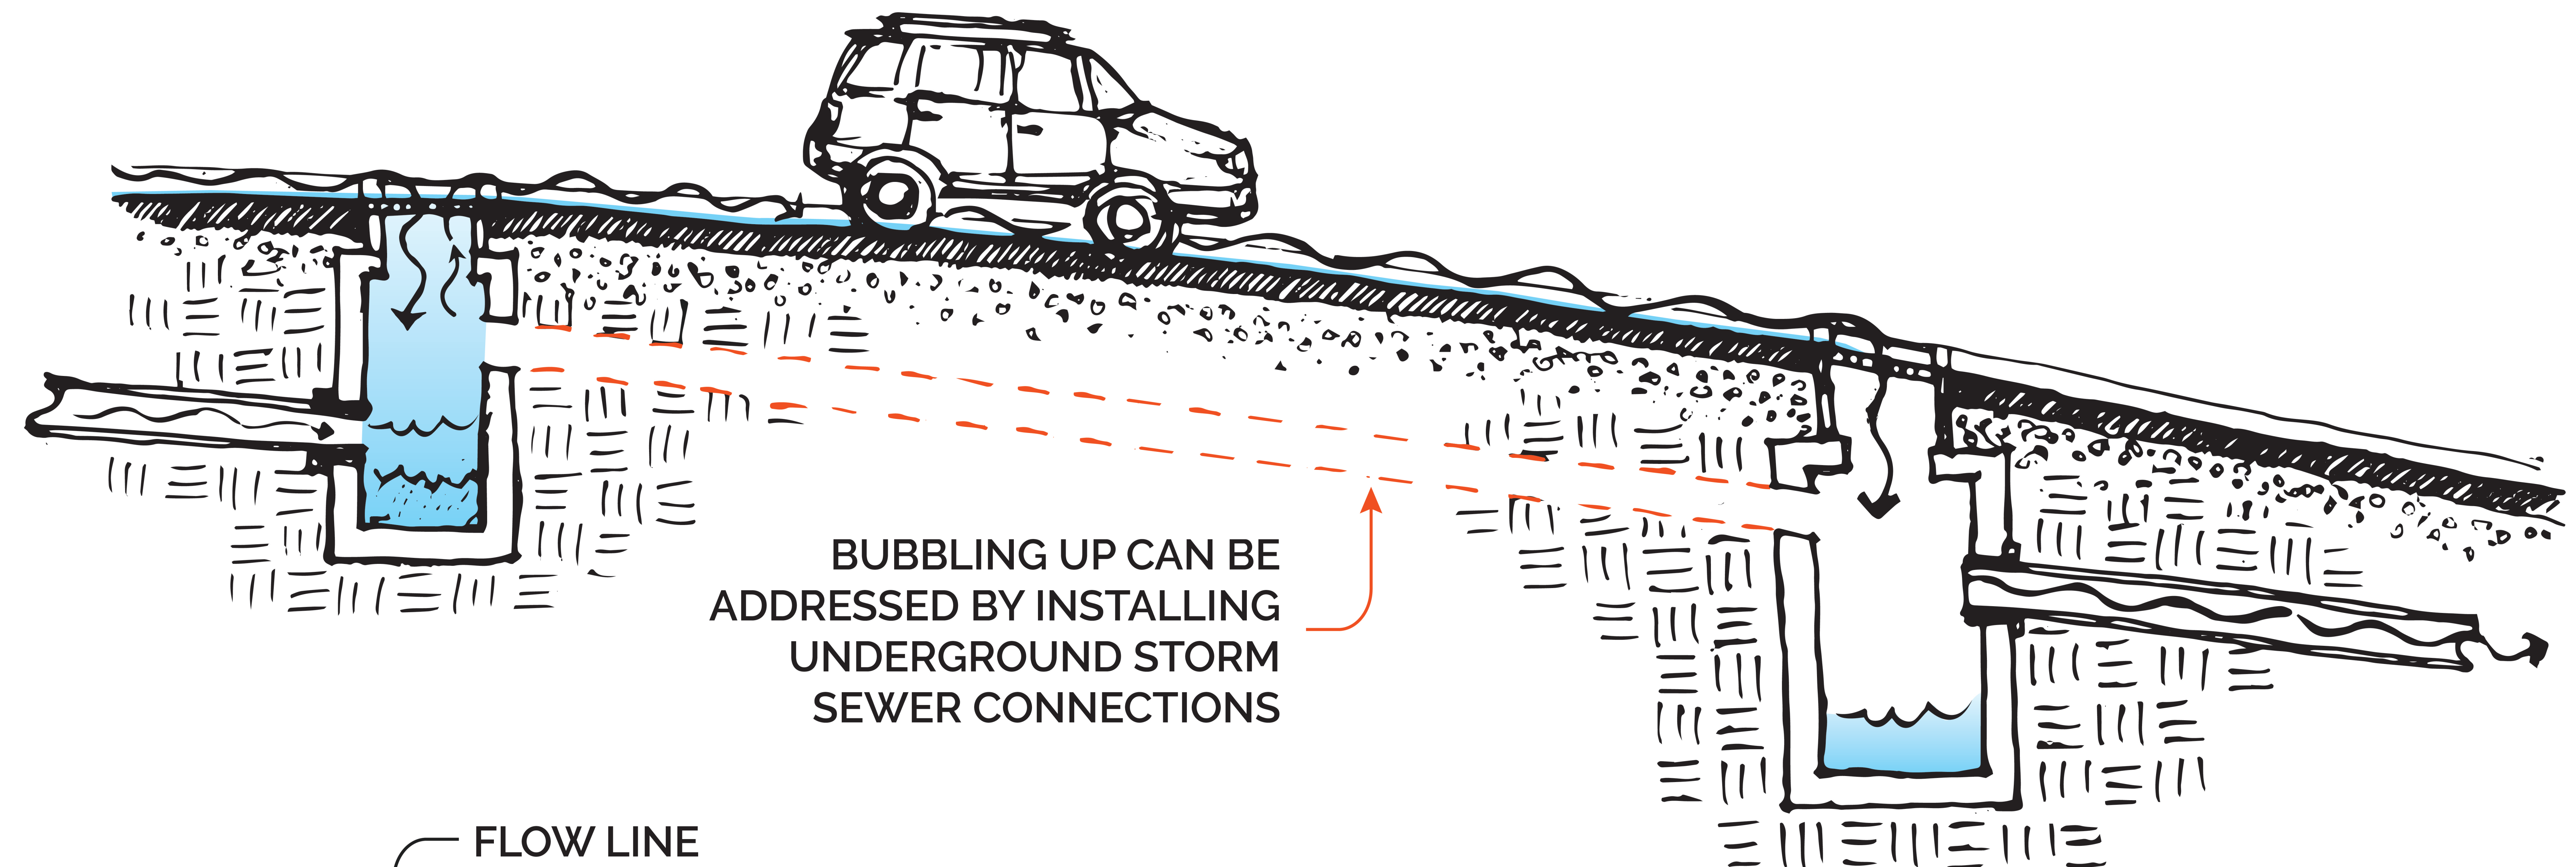 BUBBLING UP CAN BE
ADDRESSED BY INSTALLING
UNDERGROUND STORM
SEWER CONNECTIONS
FLOW LINE